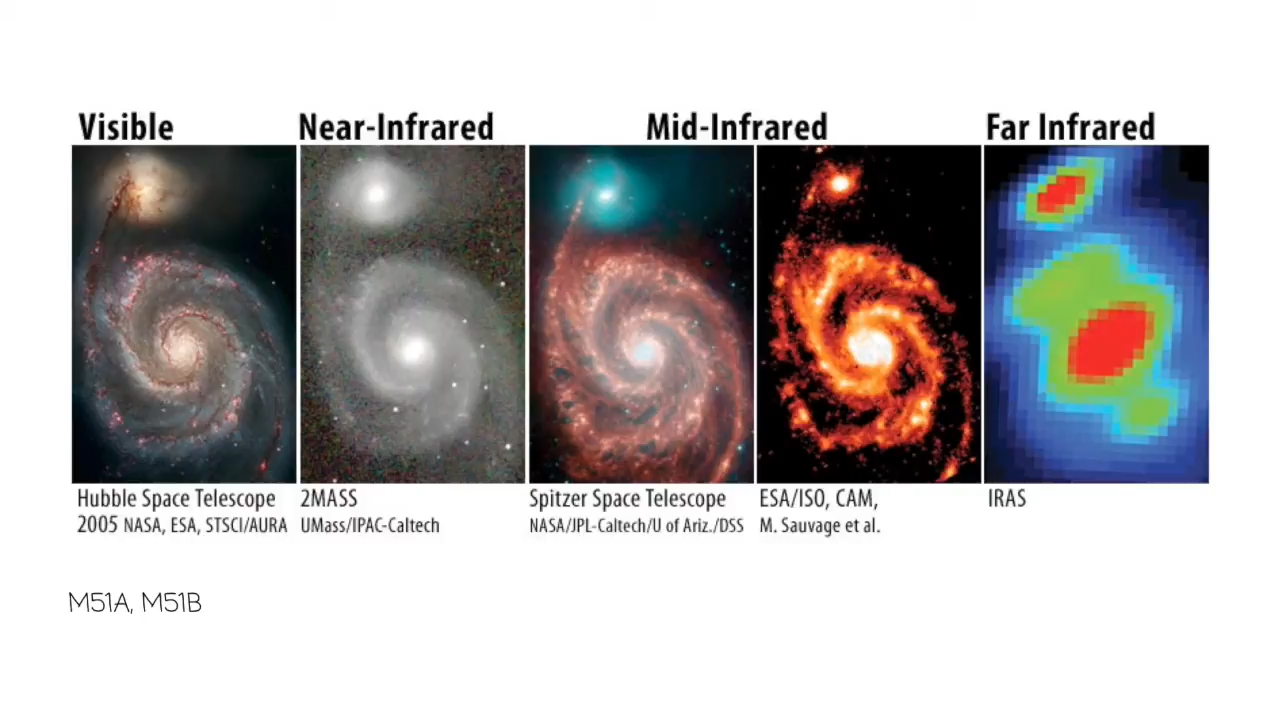 Visible
Near-Infrared
Mid-Infrared
Far Infrared
Hubble Space Telescope
2005 NASA, ESA, STSCI/AURA
2MASS
UMass/IPAC-Caltech
Spitzer Space Telescope
NASA/JPL-Caltech/U of Ariz./DSS
ESA/ISO, CAM,
M. Sauvage et al.
IRAS
M51A, M51B